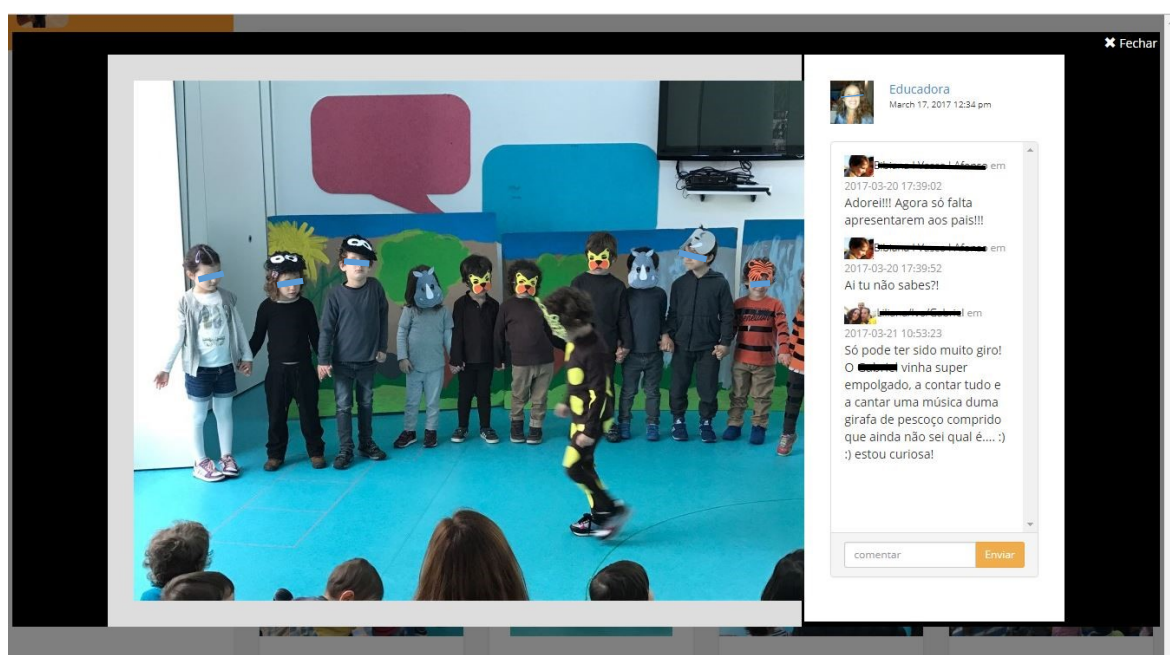 ✖ Fechar
Educadora
March 17, 2017 12:34 pm
em
2017-03-20 17:39:02
Adorei!!! Agora só falta
apresentarem aos pais!!!
em
2017-03-20 17:39:52
Ai tu não sabes?!
em
2017-03-21 10:53:23
Só pode ter sido muito giro!
O vinha super
empolgado, a contar tudo e
a cantar uma música duma
girafa de pescoço comprido
que ainda não sei qual é.... :)
:) estou curiosa!
comentar
Enviar